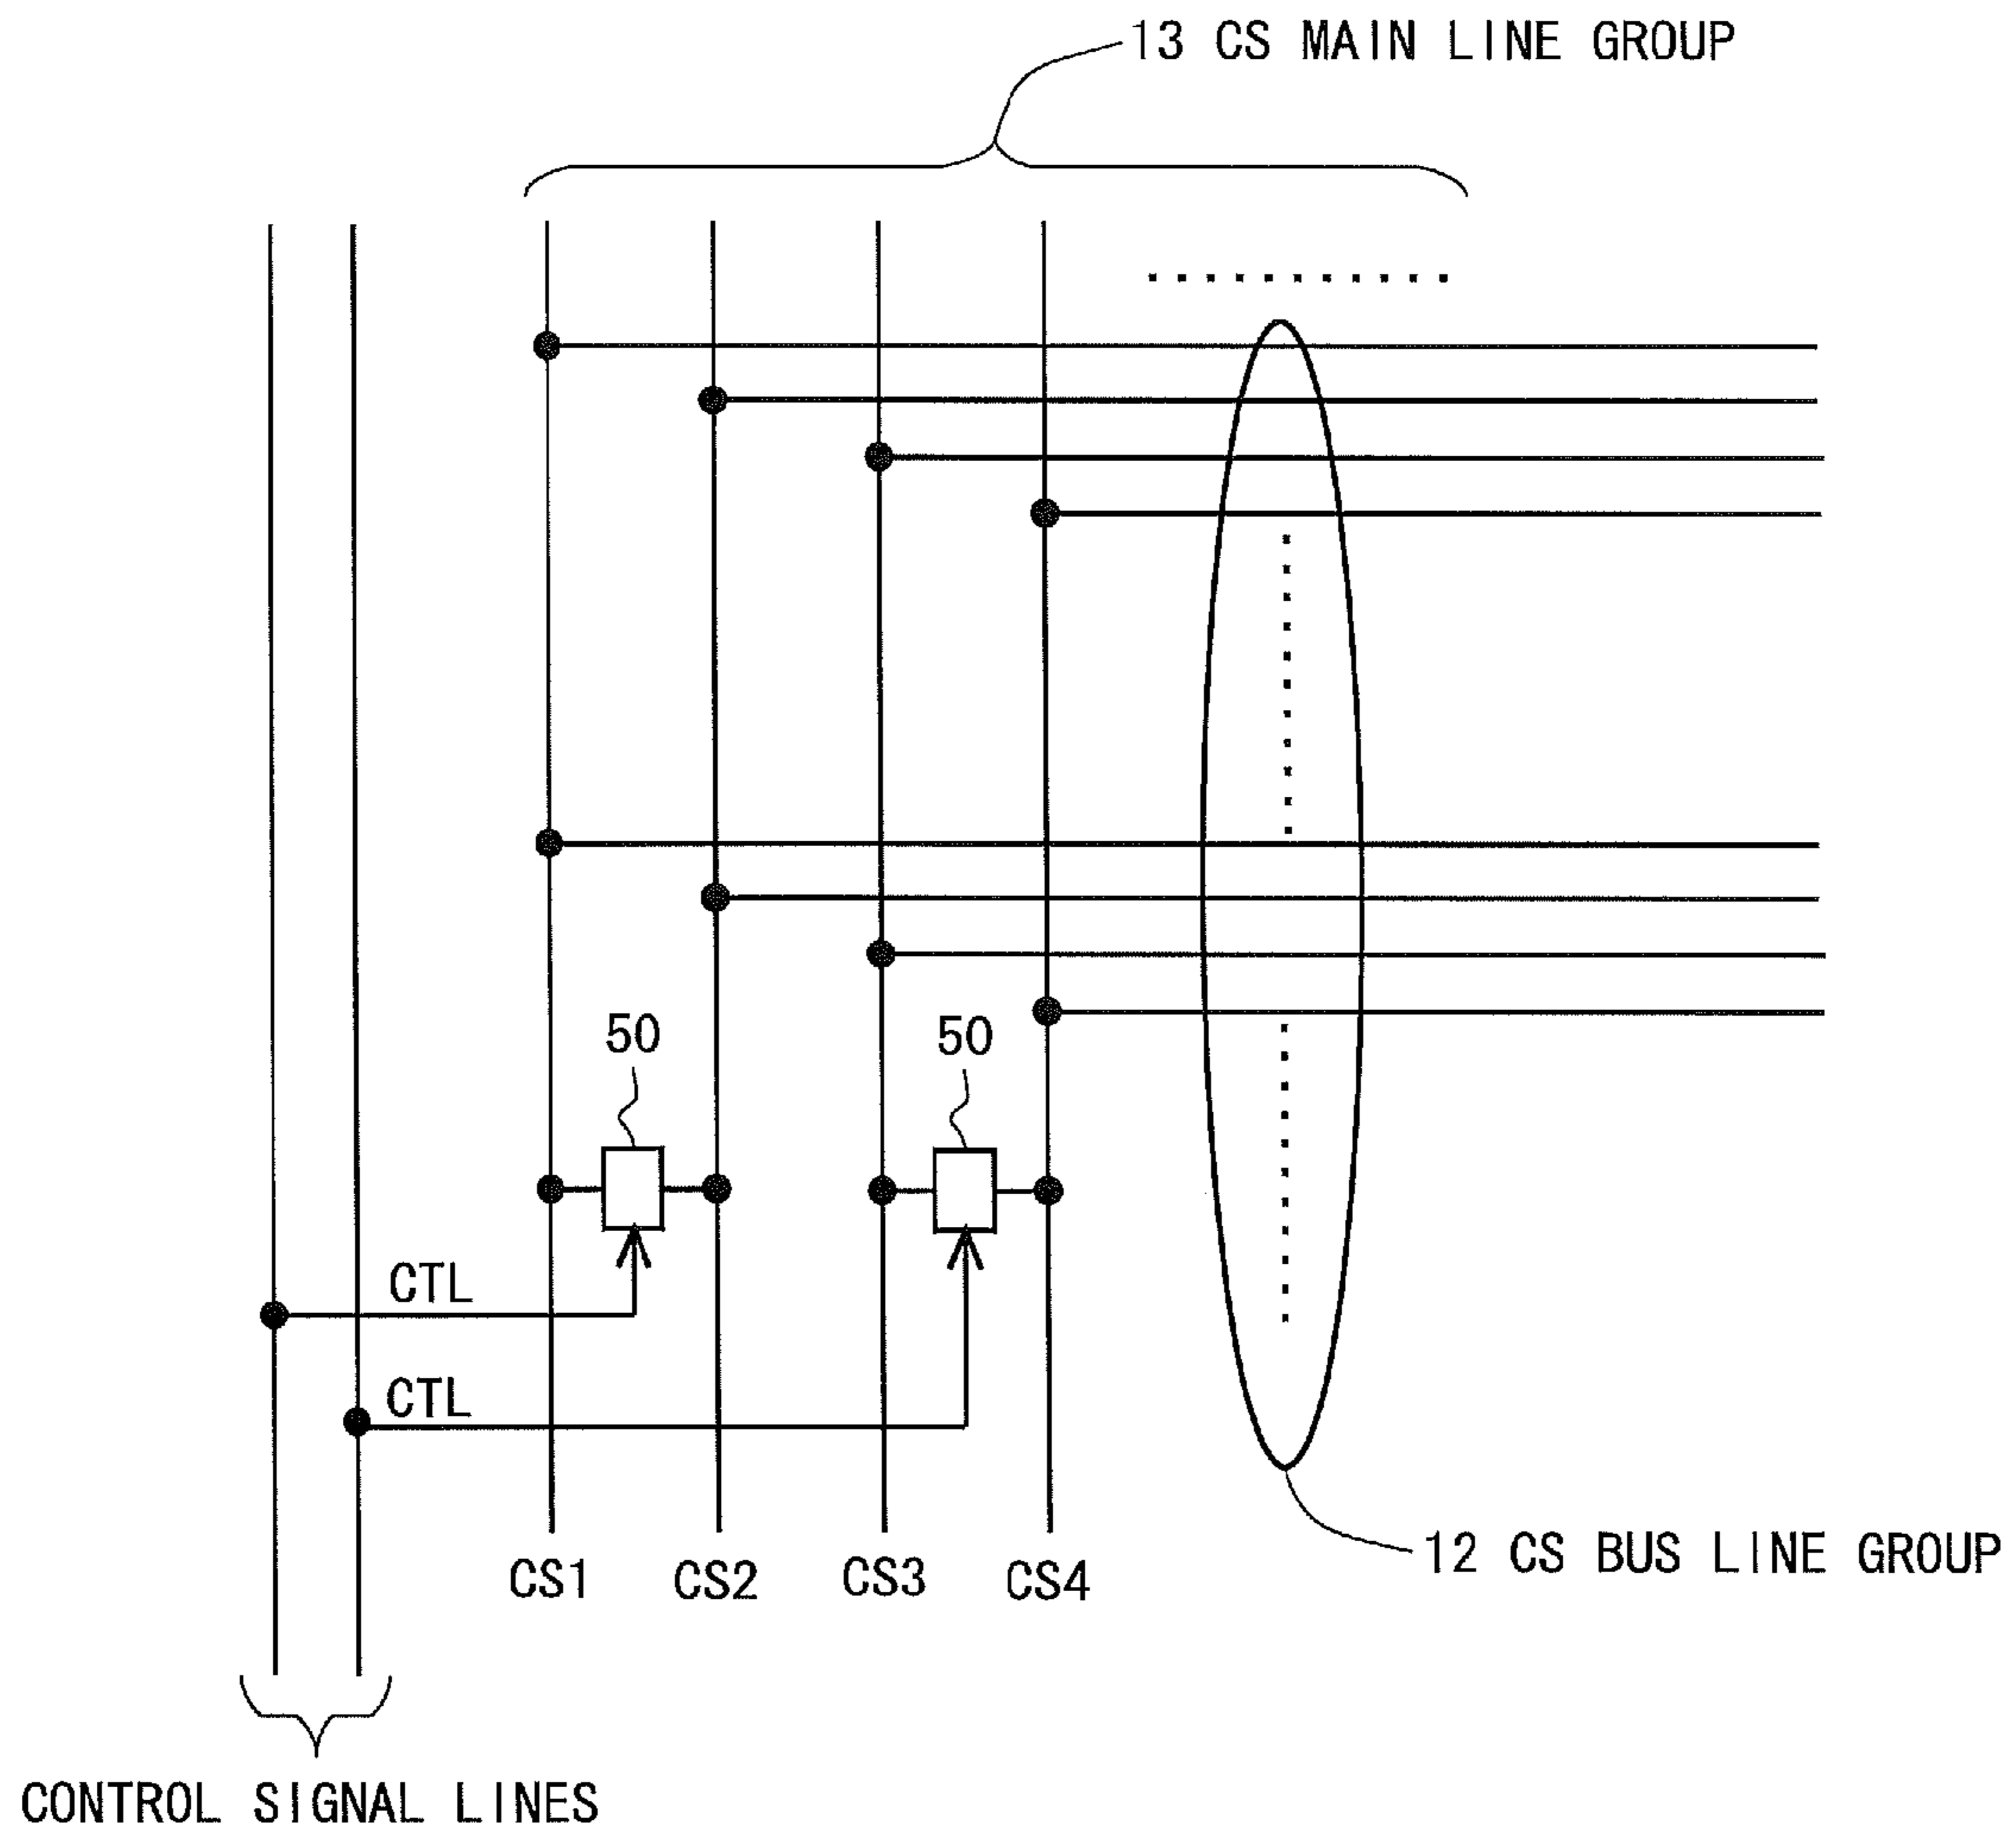 13 CS MAIN LINE GROUP
50
50
CTL
CTL
12 CS BUS LINE GROUP
CS1
CS2
CS3
CS4
CONTROL SIGNAL LINES